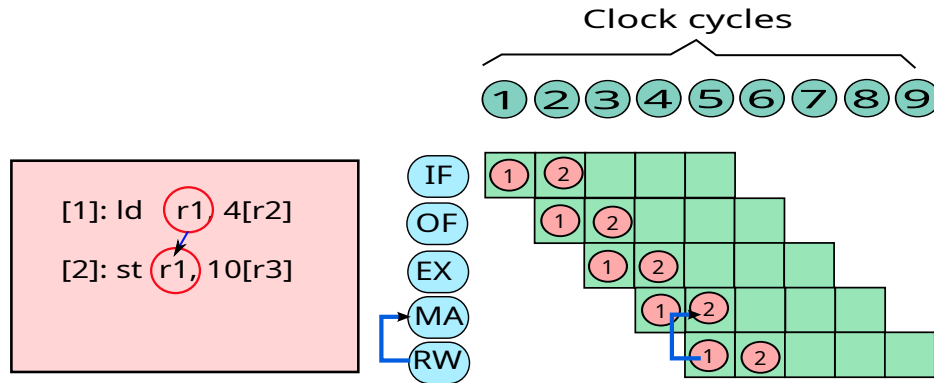 Clock cycles
1 2 3 4 5 6 7 8 9
[1]: ld r1, 4[r2]
[2]: st r1, 10[r3]
IF 1 2
OF 1 2
EX 1 2
MA 1 2
RW 1 2